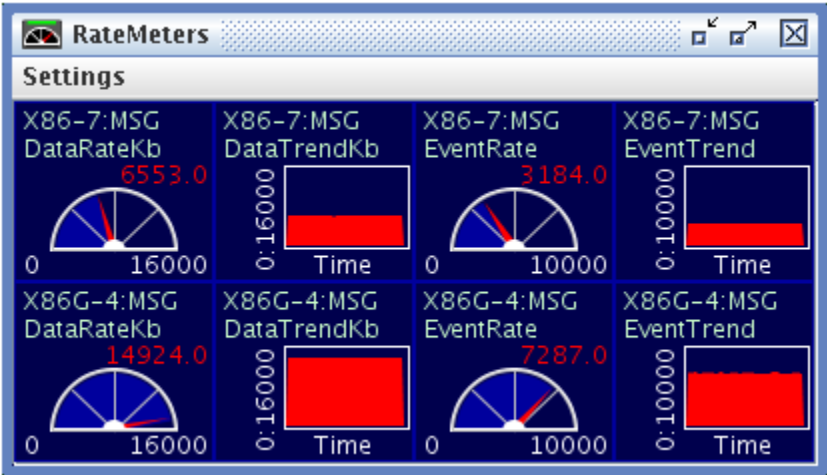 RateMeters
Settings
X86-7:MSG
DataRateKb
6553.0
0
16000
X86-7:MSG
DataTrendKb
0:16000
Time
X86-7:MSG
EventRate
3184.0
0
10000
X86-7:MSG
EventTrend
0:10000
Time
X86G-4:MSG
DataRateKb
14924.0
0
16000
X86G-4:MSG
DataTrendKb
0:16000
Time
X86G-4:MSG
EventRate
7287.0
0
10000
X86G-4:MSG
EventTrend
0:10000
Time